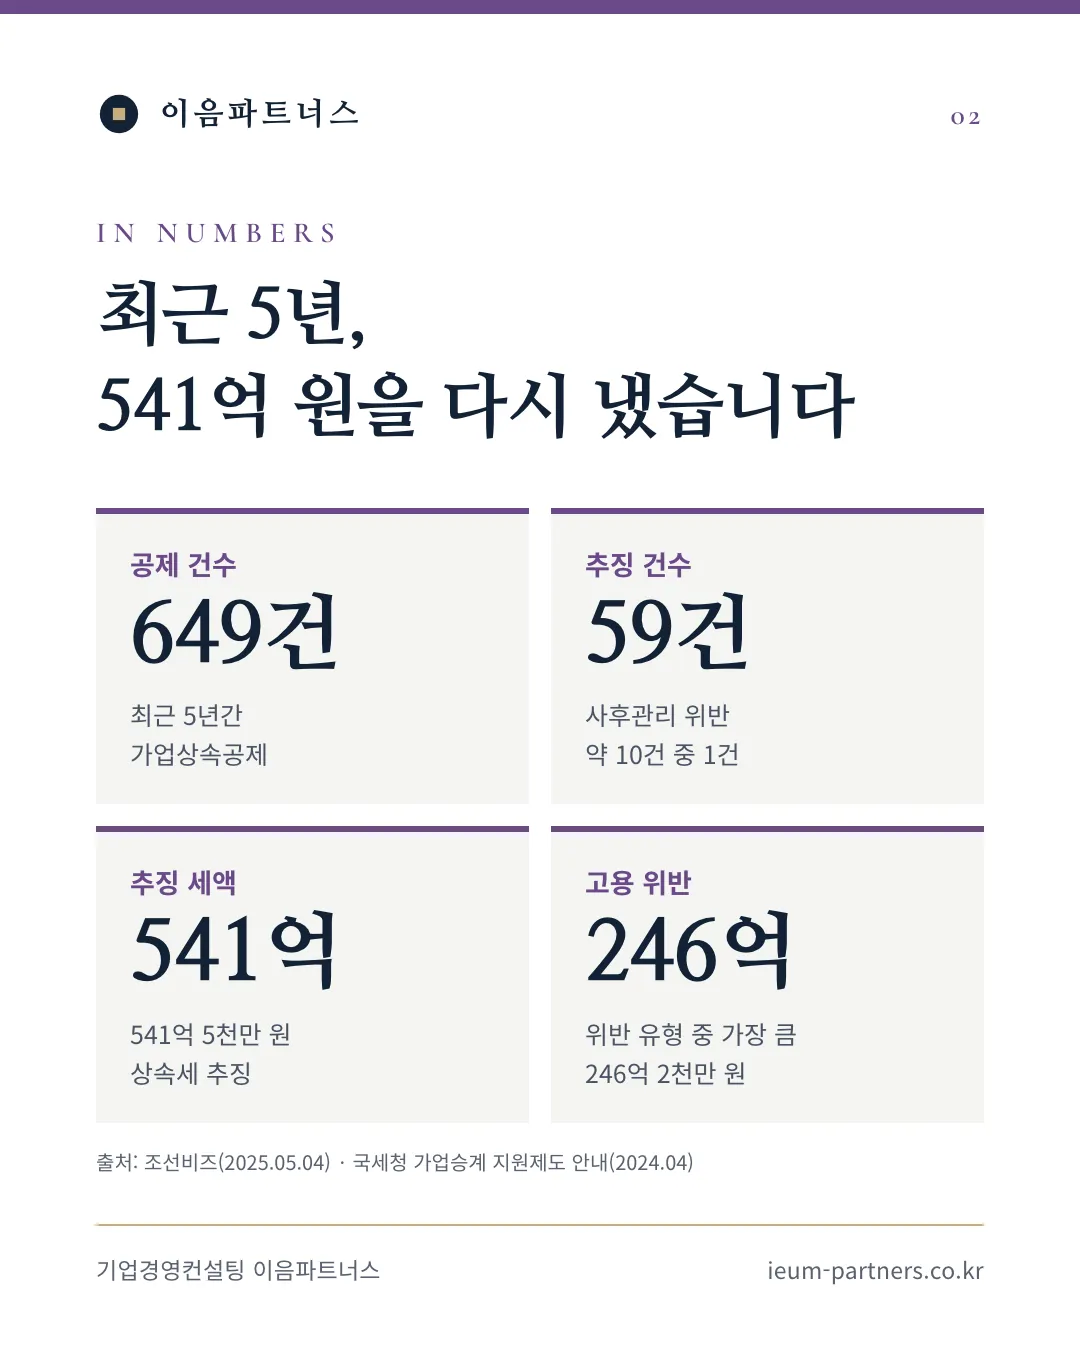 이음파트너스
02
IN NUMBERS
최근 5년,
541억 원을 다시 냈습니다
공제 건수
649건
최근 5년간
가업상속공제
추징 건수
59건
사후관리 위반
약 10건 중 1건
추징 세액
541억
541억 5천만 원
상속세 추징
고용 위반
246억
위반 유형 중 가장 큼
246억 2천만 원
출처: 조선비즈(2025.05.04) · 국세청 가업승계 지원제도 안내(2024.04)
기업경영컨설팅 이음파트너스
ieum-partners.co.kr